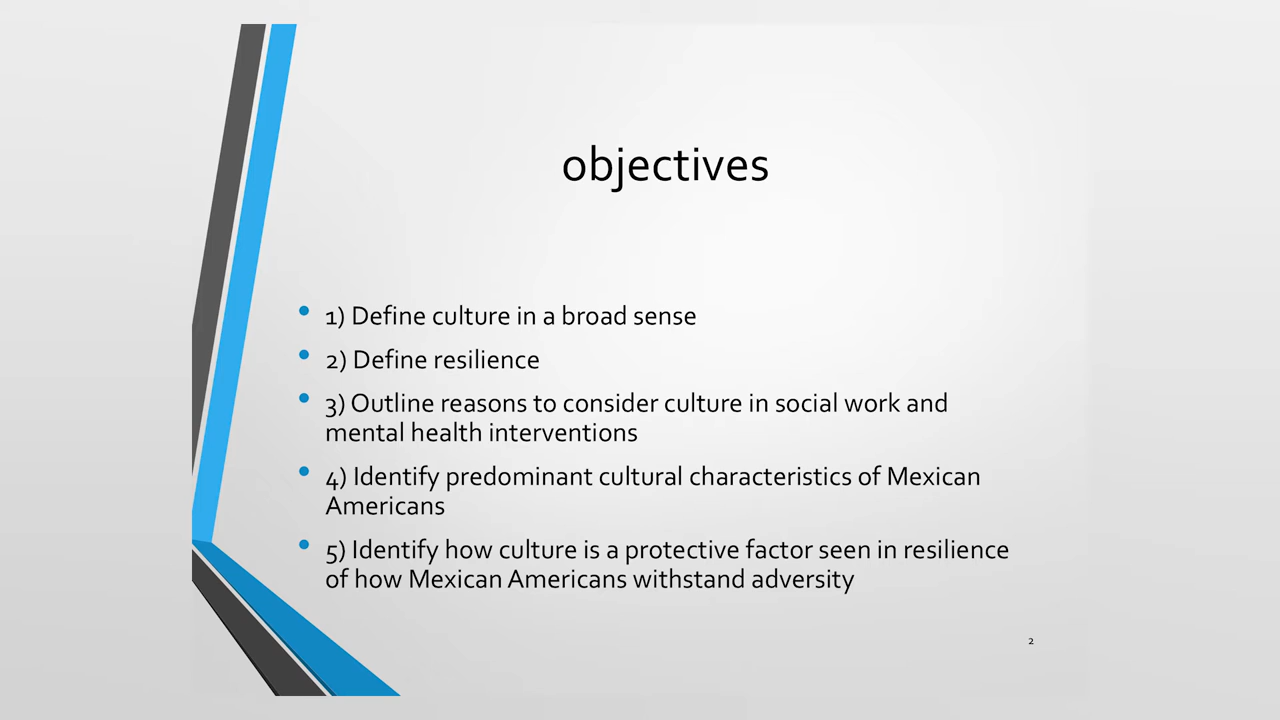 objectives
• 1) Define culture in a broad sense
• 2) Define resilience
• 3) Outline reasons to consider culture in social work and
mental health interventions
• 4) Identify predominant cultural characteristics of Mexican
Americans
• 5) Identify how culture is a protective factor seen in resilience
of how Mexican Americans withstand adversity
2